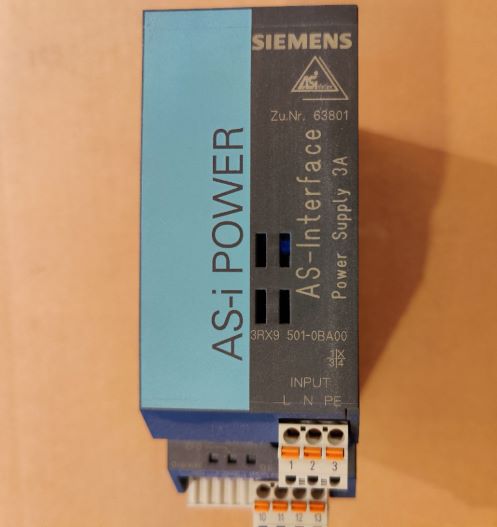 SIEMENS
ASi
Zu.Nr. 63801
AS-i POWER
AS-Interface
Power Supply 3A
3RX9 501-0BA00
1 X
3 4
INPUT
L N PE
1 2 3
10 11 12 13